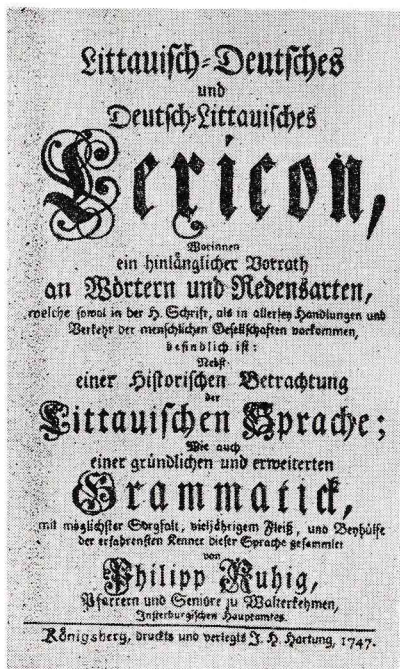 Littauisch-Deutsches
und
Deutsch-Littauisches
Lexicon,
Worinnen
ein hinlänglicher Vorrath
an Wörtern und Redensarten,
welche sowol in der H. Schrift, als in allerley Handlungen und
Verkehr der menschlichen Gesellschaften vorkommen,
befindlich ist:
Nebst
einer Historischen Betrachtung
der
Littauischen Sprache;
Wie auch
einer gründlichen und erweiterten
Grammatick,
mit möglichster Sorgfalt, vieljährigem Fleiß, und Beyhülfe
der erfahrensten Kenner dieser Sprache gesammlet
von
Philipp Ruhig,
Pfarrern und Seniore zu Walterkehmen,
Insterburgischen Hauptamtes.
Königsberg, druckts und verlegts J. H. Hartung, 1747.